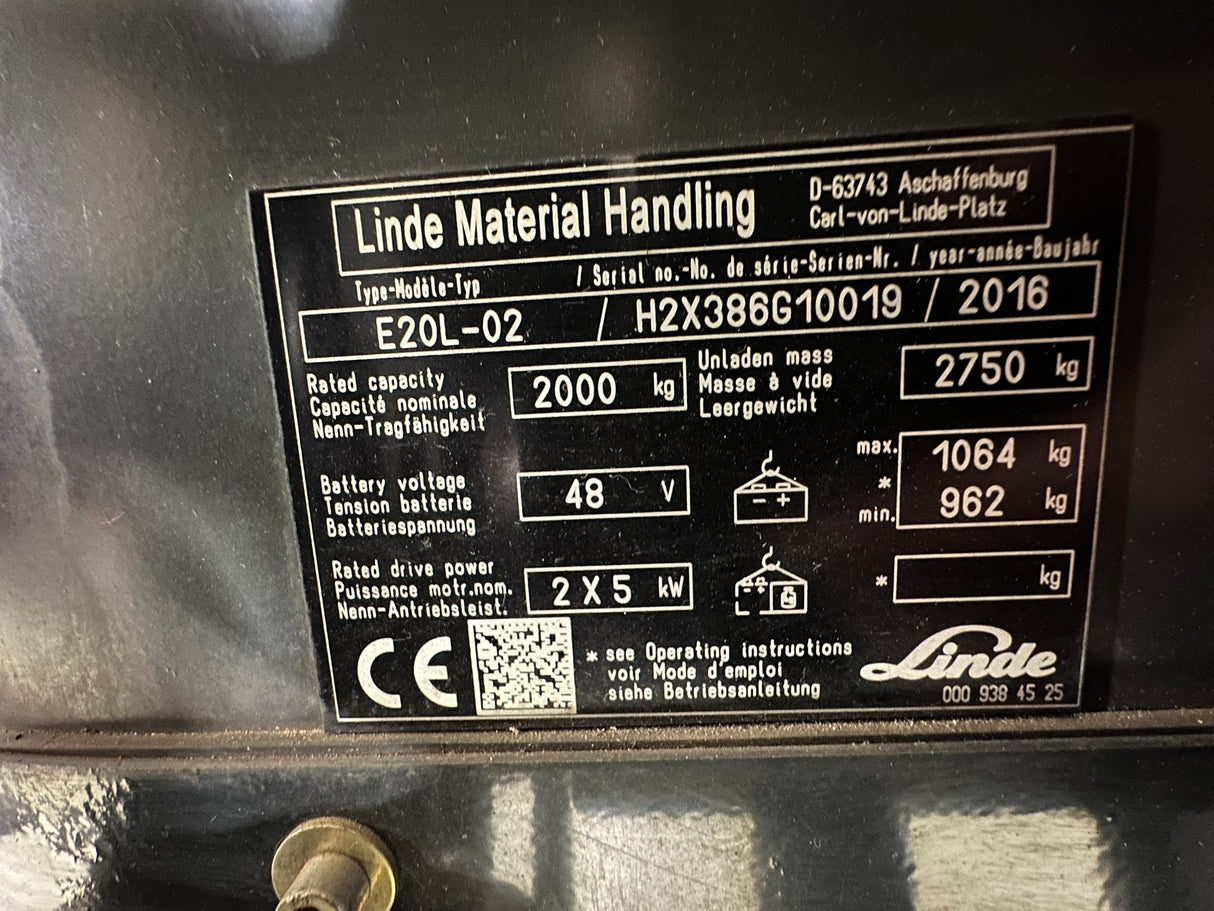 Linde Material Handling
D-63743 Aschaffenburg
Carl-von-Linde-Platz
Type-Modèle-Typ / Serial no.-No. de série-Serien-Nr. / year-année-Baujahr
E20L-02 / H2X386G10019 / 2016
Rated capacity
Capacité nominale
Nenn-Tragfähigkeit
2000 kg
Unladen mass
Masse à vide
Leergewicht
2750 kg
Battery voltage
Tension batterie
Batteriespannung
48 V
- +
max. 1064 kg
*
min. 962 kg
Rated drive power
Puissance motr.nom.
Nenn-Antriebsleist.
2 X 5 kW
- +
* kg
CE
* see Operating instructions
voir Mode d'emploi
siehe Betriebsanleitung
Linde
000 938 45 25